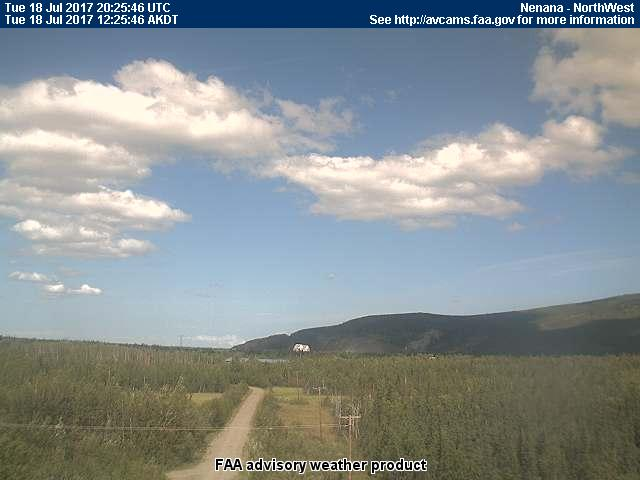 Tue 18 Jul 2017 20:25:46 UTC
Nenana - NorthWest
Tue 18 Jul 2017 12:25:46 AKDT
See http://avcams.faa.gov for more information
FAA advisory weather product